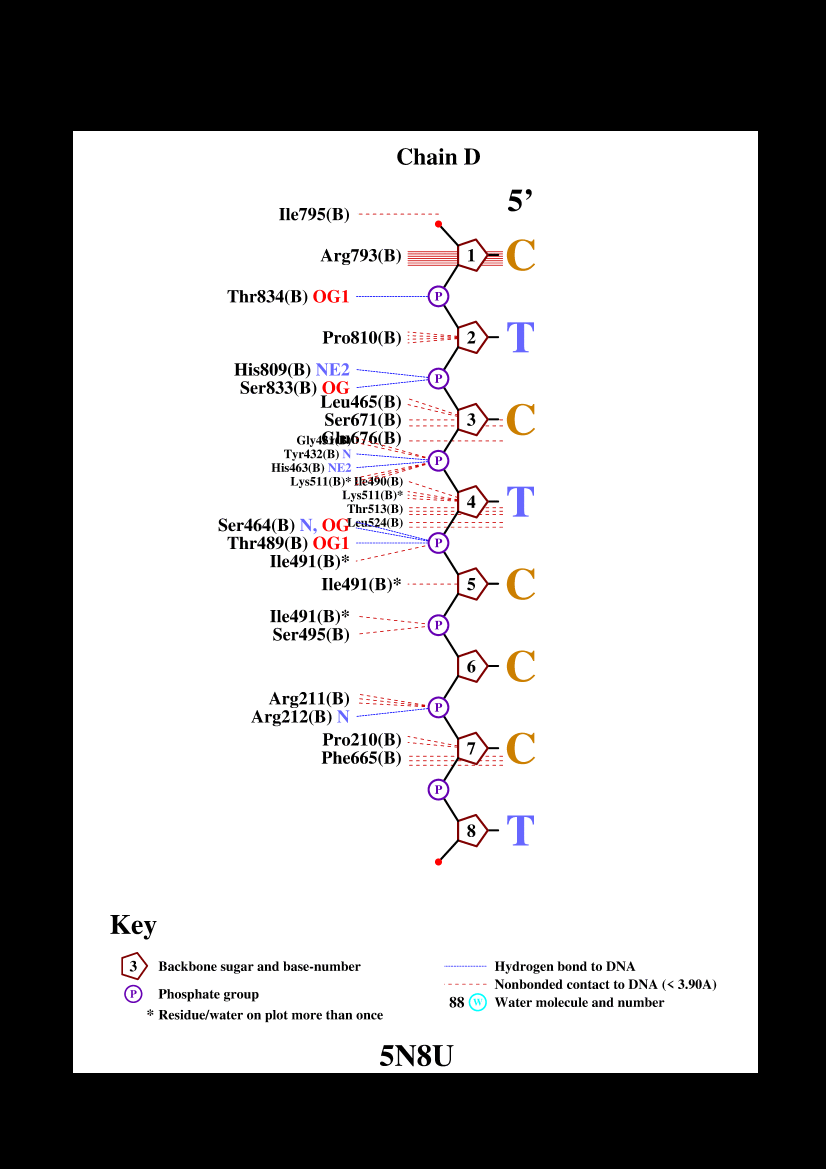 Chain D
5’
Ile795(B)
Arg793(B) 1 C
Thr834(B) OG1 P
Pro810(B) 2 T
His809(B) NE2 P
Ser833(B) OG
Leu465(B)
Ser671(B) 3 C
Gln676(B)
Tyr432(B) N P
His463(B) NE2
Lys511(B)* Ile490(B)
Lys511(B)* 4 T
Thr513(B)
Leu524(B)
Ser464(B) N, OG
Thr489(B) OG1 P
Ile491(B)*
Ile491(B)* 5 C
Ile491(B)* P
Ser495(B)
6 C
Arg211(B) P
Arg212(B) N
Pro210(B) 7 C
Phe665(B)
P
8 T
Key
3 Backbone sugar and base-number
P Phosphate group
* Residue/water on plot more than once
Hydrogen bond to DNA
Nonbonded contact to DNA (< 3.90A)
88 W Water molecule and number
5N8U